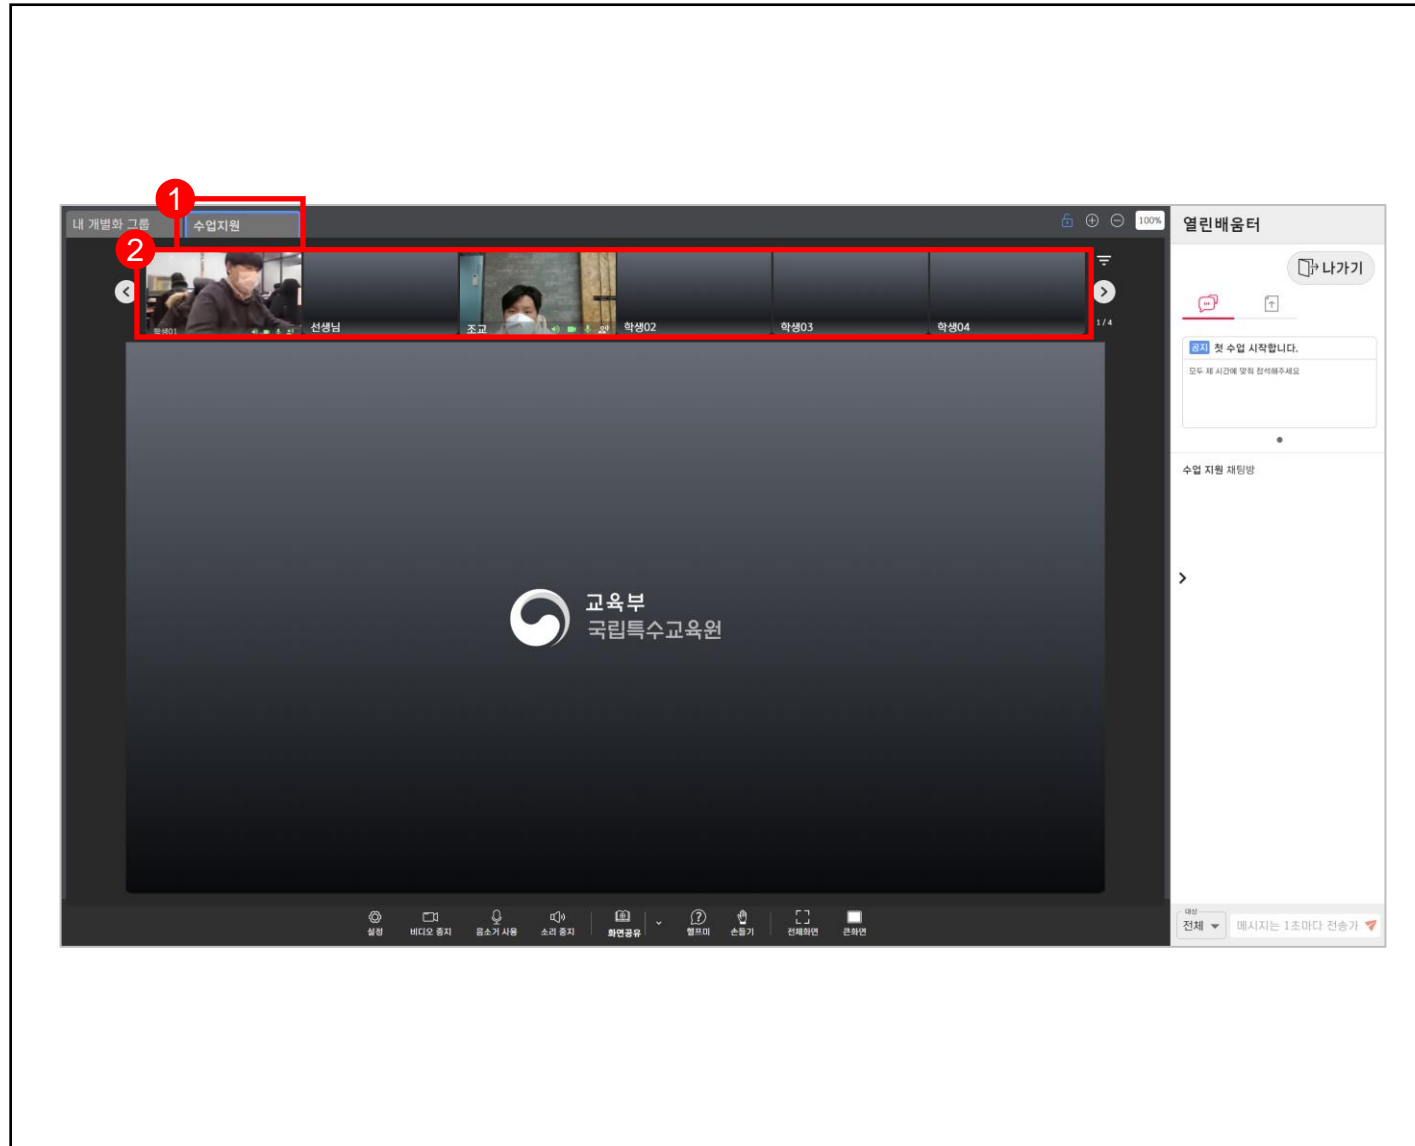 1
내 개별화 그룹
수업지원
100%
열린배움터
2
나가기
학생01
선생님
조교
학생02
학생03
학생04
1/4
공지 첫 수업 시작합니다.
모두 제 시간에 맞춰 참석해주세요
수업 지원 채팅방
교육부
국립특수교육원
설정
비디오 중지
음소거 사용
소리 중지
화면공유
헬프미
손들기
전체화면
큰화면
대상
전체
메시지는 1초마다 전송가